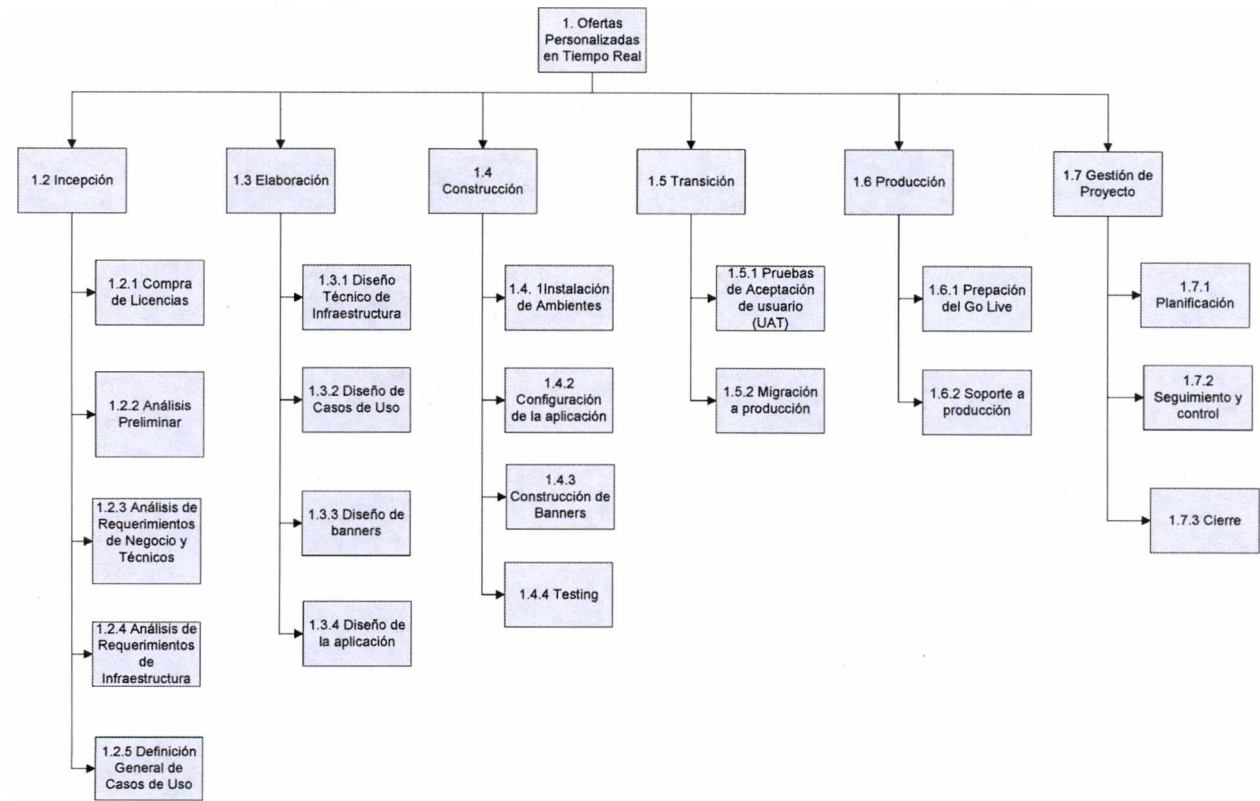 1. Ofertas
Personalizadas
en Tiempo Real
1.2 Incepción
1.3 Elaboración
1.4
Construcción
1.5 Transición
1.6 Producción
1.7 Gestión de
Proyecto
1.2.1 Compra
de Licencias
1.2.2 Análisis
Preliminar
1.2.3 Análisis de
Requerimientos
de Negocio y
Técnicos
1.2.4 Análisis de
Requerimientos
de
Infraestructura
1.2.5 Definición
General de
Casos de Uso
1.3.1 Diseño
Técnico de
Infraestructura
1.3.2 Diseño de
Casos de Uso
1.3.3 Diseño de
banners
1.3.4 Diseño de
la aplicación
1.4. 1Instalación
de Ambientes
1.4.2
Configuración
de la aplicación
1.4.3
Construcción de
Banners
1.4.4 Testing
1.5.1 Pruebas
de Aceptación
de usuario
(UAT)
1.5.2 Migración
a producción
1.6.1 Prepación
del Go Live
1.6.2 Soporte a
producción
1.7.1
Planificación
1.7.2
Seguimiento y
control
1.7.3 Cierre